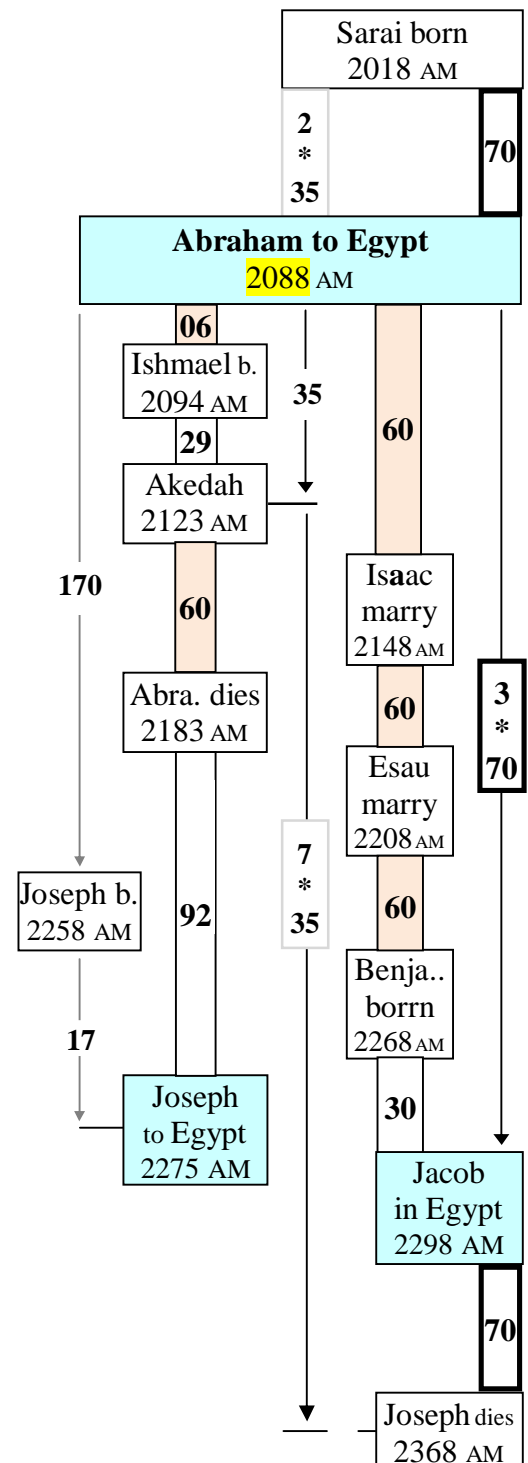 Sarai born
2018 AM
2
*
35
70
Abraham to Egypt
2088 AM
06
Ishmael b.
2094 AM
35
60
29
Akedah
2123 AM
170
60
Isaac
marry
2148 AM
Abra. dies
2183 AM
60
3
*
70
Esau
marry
2208 AM
7
*
35
Joseph b.
2258 AM
92
60
Benja..
borrn
2268 AM
17
Joseph
to Egypt
2275 AM
30
Jacob
in Egypt
2298 AM
70
Joseph dies
2368 AM